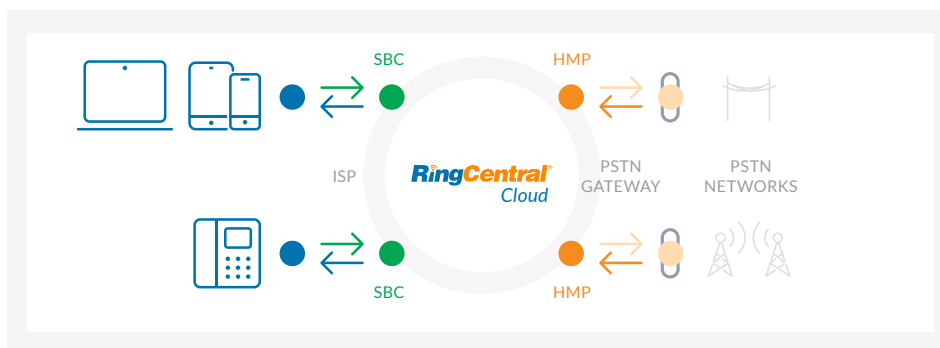 SBC
HMP
ISP
RingCentral®
Cloud
PSTN
GATEWAY
PSTN
NETWORKS
SBC
HMP